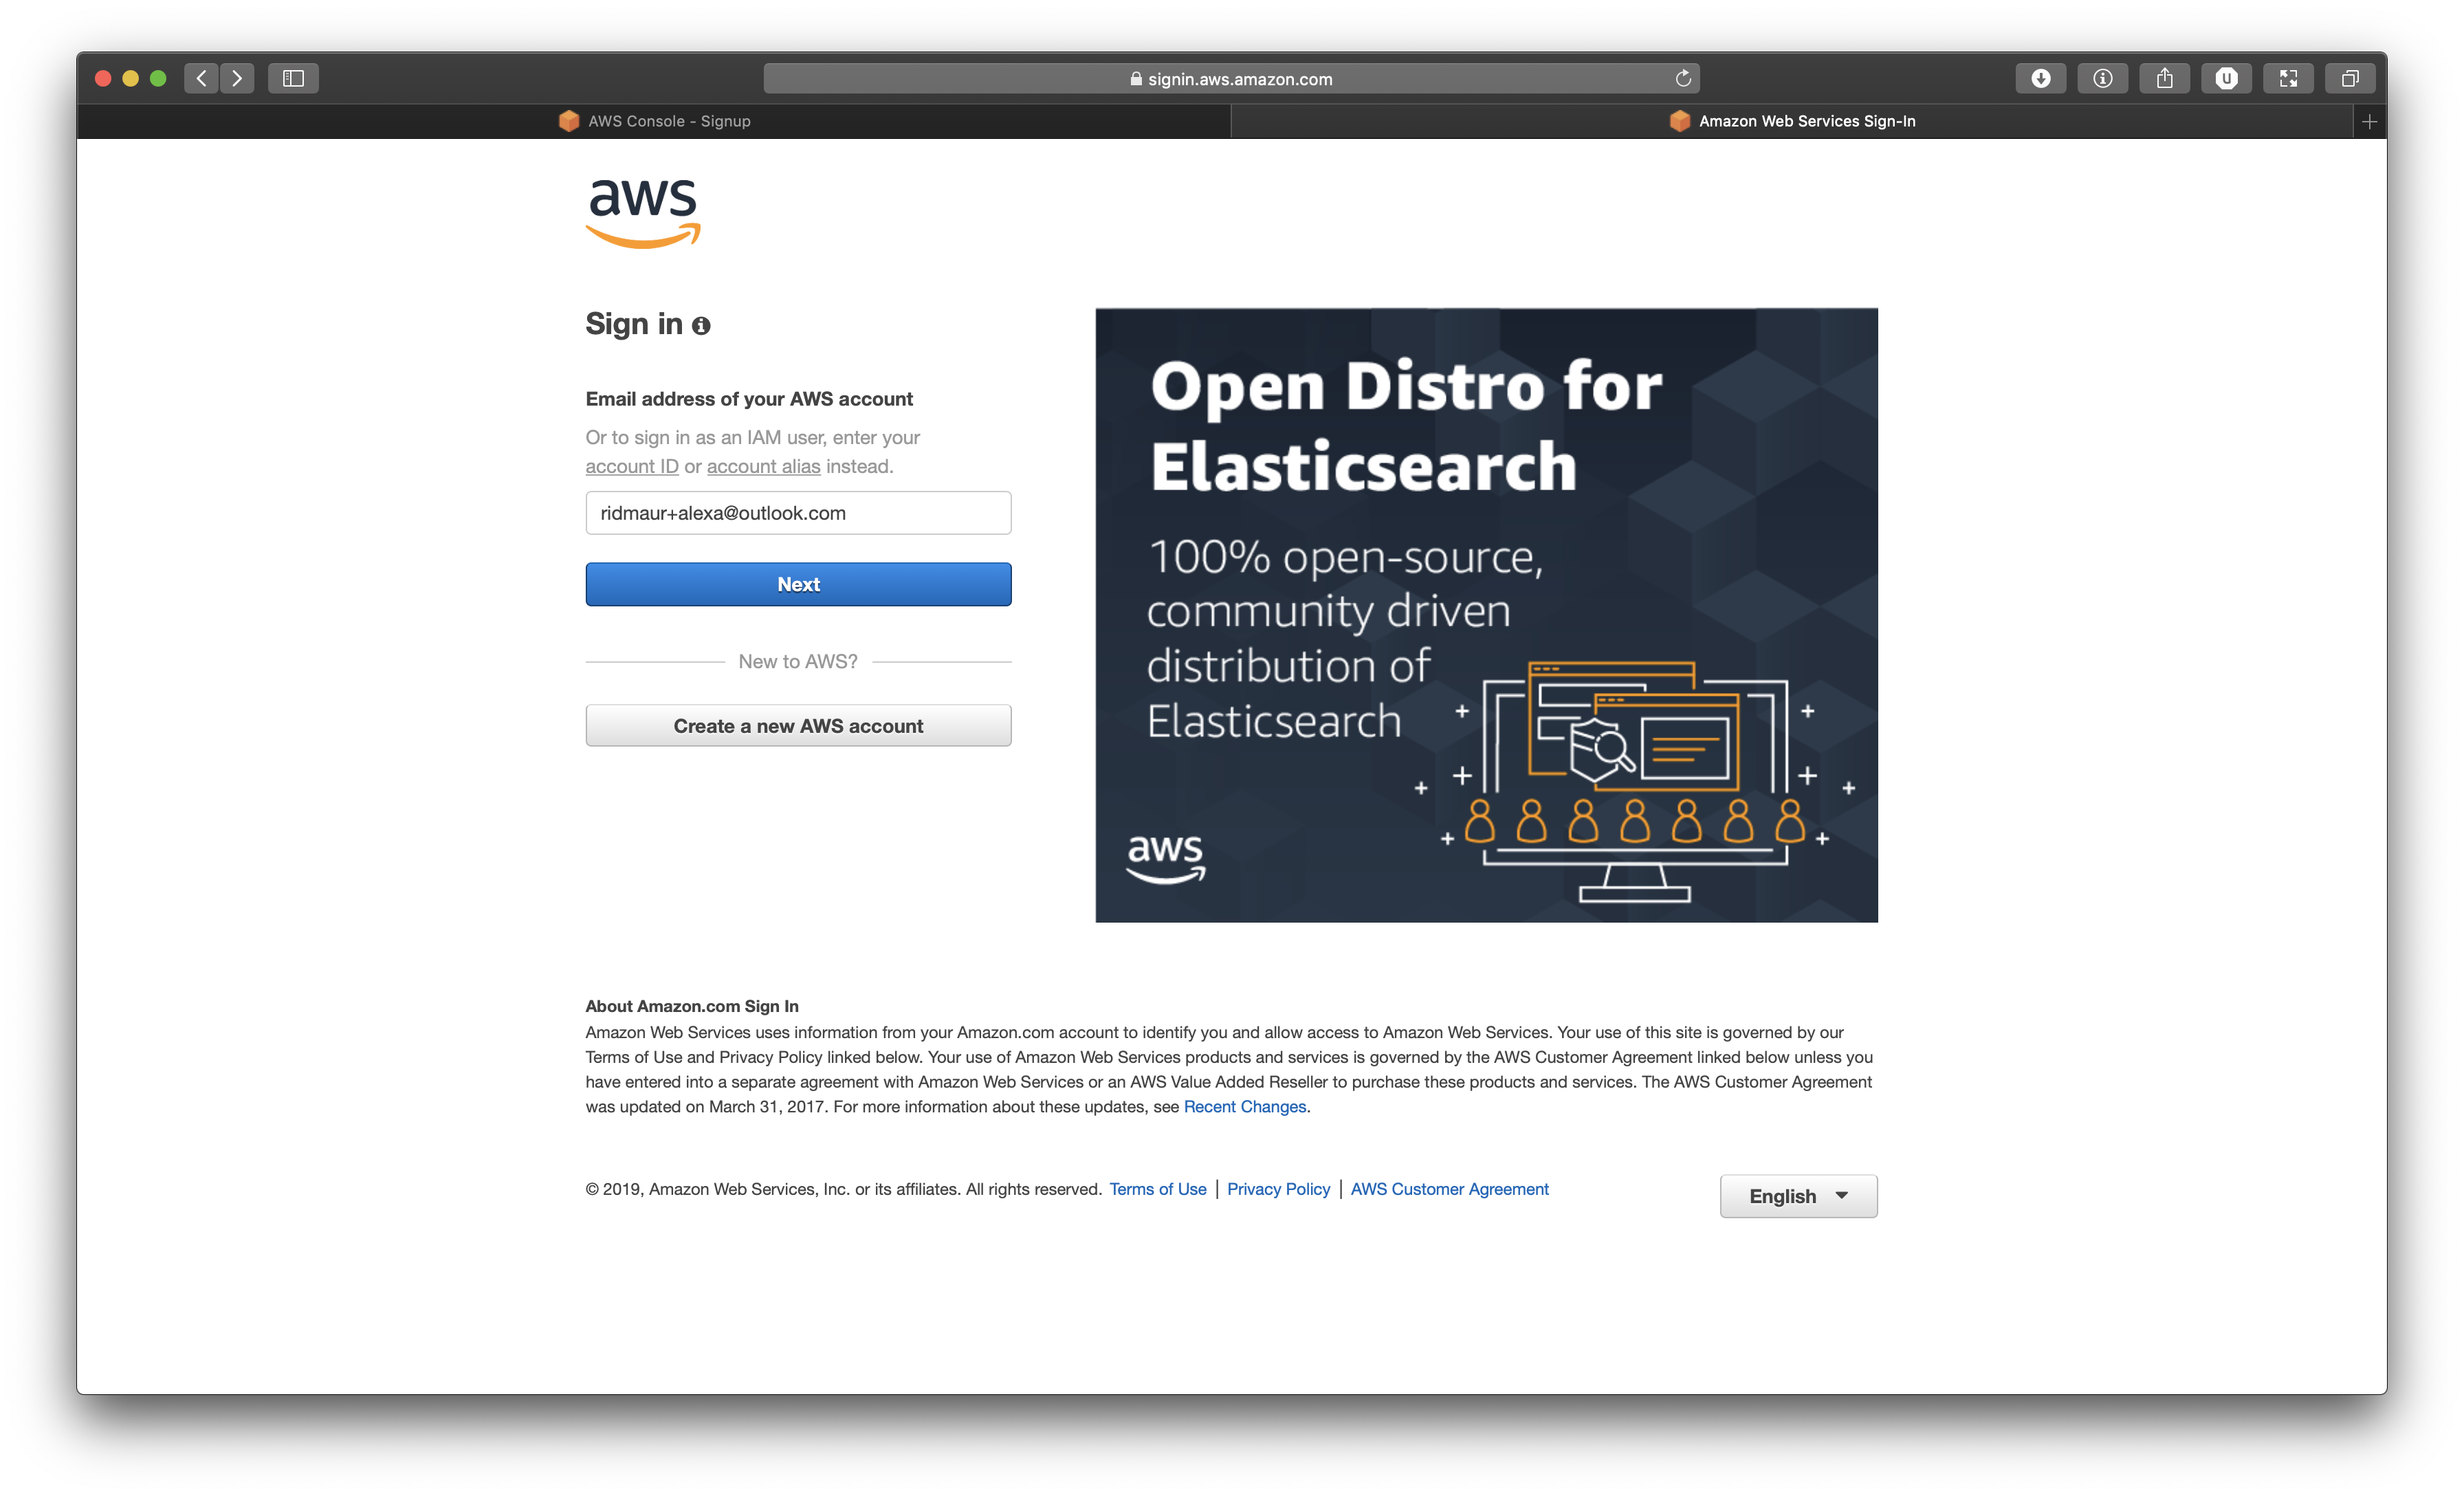 signin.aws.amazon.com
AWS Console - Signup
Amazon Web Services Sign-In
aws
Sign in
Email address of your AWS account
Or to sign in as an IAM user, enter your
account ID or account alias instead.
ridmaur+alexa@outlook.com
Next
New to AWS?
Create a new AWS account
Open Distro for
Elasticsearch
100% open-source,
community driven
distribution of
Elasticsearch
aws
About Amazon.com Sign In
Amazon Web Services uses information from your Amazon.com account to identify you and allow access to Amazon Web Services. Your use of this site is governed by our
Terms of Use and Privacy Policy linked below. Your use of Amazon Web Services products and services is governed by the AWS Customer Agreement linked below unless you
have entered into a separate agreement with Amazon Web Services or an AWS Value Added Reseller to purchase these products and services. The AWS Customer Agreement
was updated on March 31, 2017. For more information about these updates, see Recent Changes.
© 2019, Amazon Web Services, Inc. or its affiliates. All rights reserved. Terms of Use | Privacy Policy | AWS Customer Agreement
English